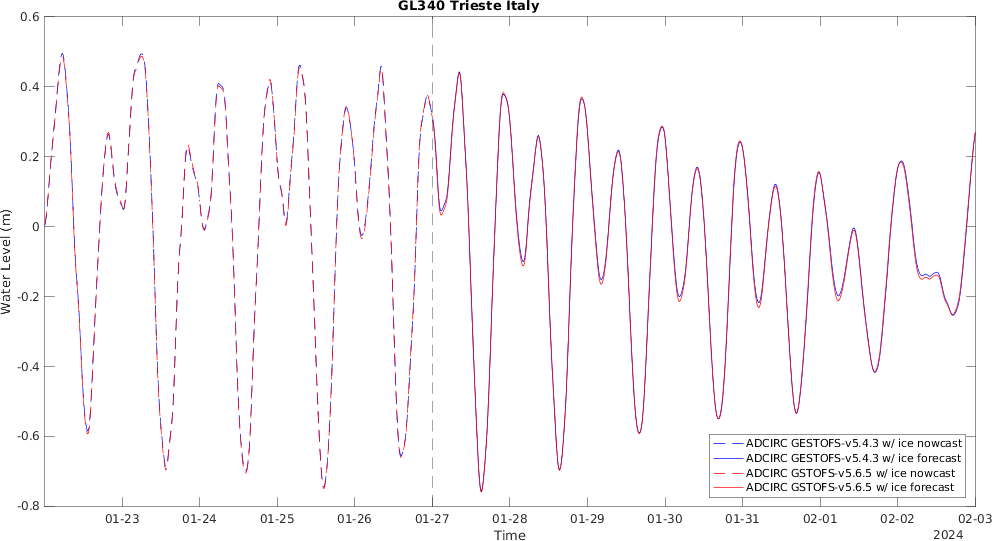 GL340 Trieste Italy
0.6
0.4
0.2
0
-0.2
-0.4
-0.6
-0.8
Water Level (m)
ADCIRC GESTOFS-v5.4.3 w/ ice nowcast
ADCIRC GESTOFS-v5.4.3 w/ ice forecast
ADCIRC GSTOFS-v5.6.5 w/ ice nowcast
ADCIRC GSTOFS-v5.6.5 w/ ice forecast
01-23 01-24 01-25 01-26 01-27 01-28 01-29 01-30 01-31 02-01 02-02 02-03
Time
2024